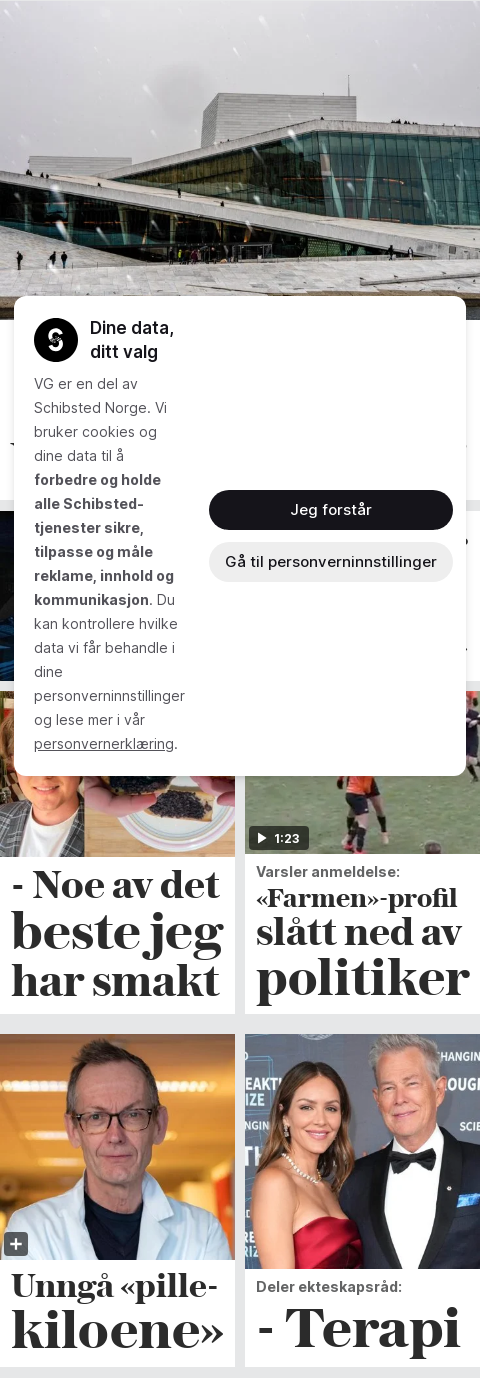 Dine data,
ditt valg
VG er en del av
Schibsted Norge. Vi
bruker cookies og
dine data til å
forbedre og holde
alle Schibsted-
tjenester sikre,
tilpasse og måle
reklame, innhold og
kommunikasjon. Du
kan kontrollere hvilke
data vi får behandle i
dine
personverninnstillinger
og lese mer i vår
personvernerklæring.
Jeg forstår
Gå til personverninnstillinger
- Noe av det
beste jeg
har smakt
1:23
Varsler anmeldelse:
«Farmen»-profil
slått ned av
politiker
Unngå «pille-
kiloene»
Deler ekteskapsråd:
- Terapi